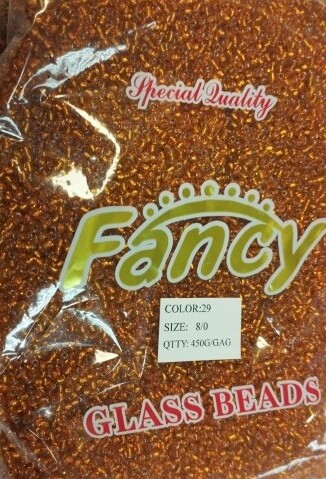 Special Quality
Fancy
COLOR:29
SIZE: 8/0
QTTY: 450G/GAG
GLASS BEADS